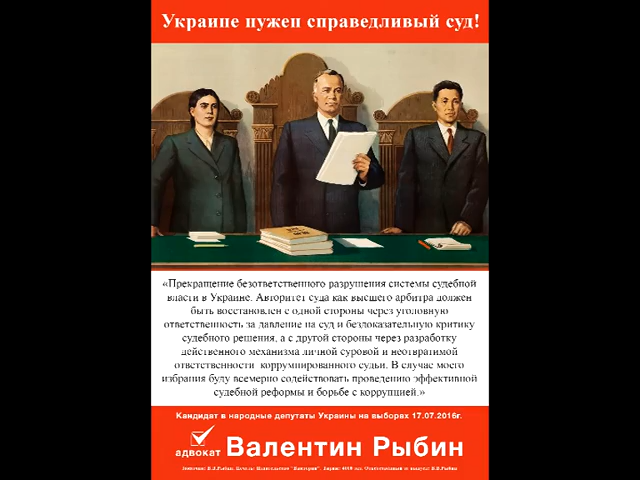 Украине нужен справедливый суд!
«Прекращение безответственного разрушения системы судебной
власти в Украине. Авторитет суда как высшего арбитра должен
быть восстановлен с одной стороны через уголовную
ответственность за давление на суд и бездоказательную критику
судебного решения, а с другой стороны через разработку
действенного механизма личной суровой и неотвратимой
ответственности коррумпированного судьи. В случае моего
избрания буду всемерно содействовать проведению эффективной
судебной реформы и борьбе с коррупцией.»
Кандидат в народные депутаты Украины на выборах 17.07.2016г.
адвокат Валентин Рыбин